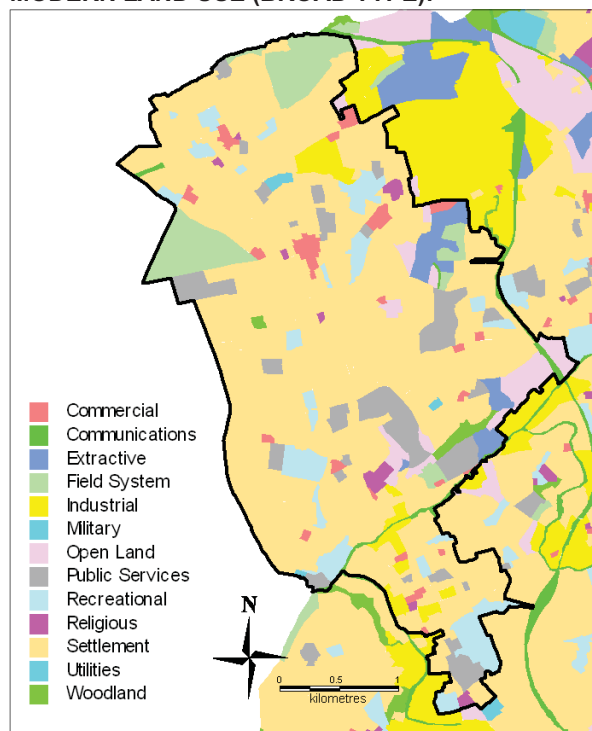 MODERN LAND USE (BROAD TYPE):
Commercial
Communications
Extractive
Field System
Industrial
Military
Open Land
Public Services
Recreational
Religious
Settlement
Utilities
Woodland
N
0 0.5 1
kilometres